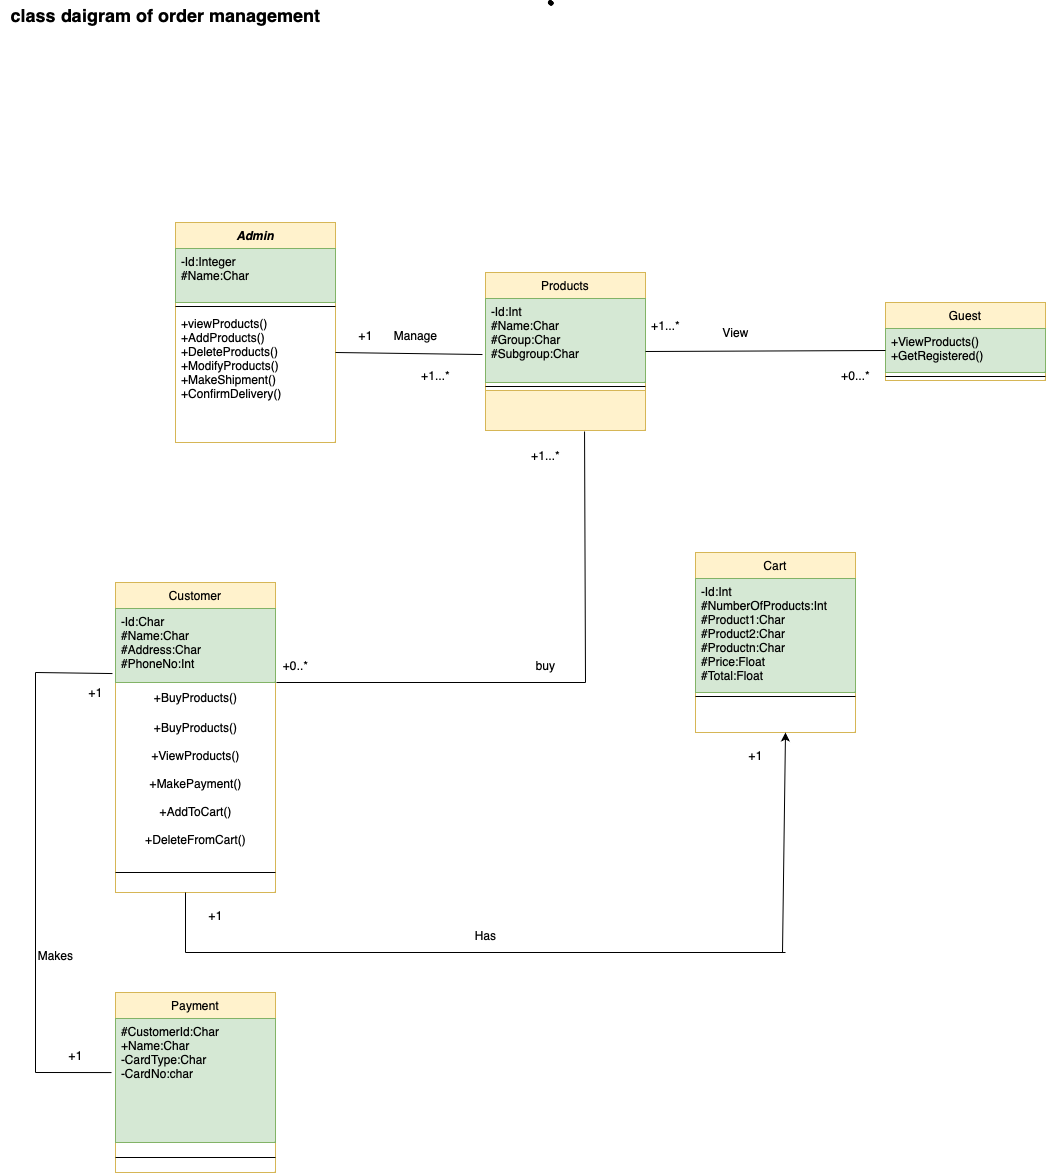 class daigram of order management
Admin
-Id:Integer
#Name:Char
+viewProducts()
+AddProducts()
+DeleteProducts()
+ModifyProducts()
+MakeShipment()
+ConfirmDelivery()
+1
Manage
+1...*
Products
-Id:Int
#Name:Char
#Group:Char
#Subgroup:Char
+1...*
View
+0...*
Guest
+ViewProducts()
+GetRegistered()
+1...*
buy
+0..*
Customer
-Id:Char
#Name:Char
#Address:Char
#PhoneNo:Int
+BuyProducts()
+BuyProducts()
+ViewProducts()
+MakePayment()
+AddToCart()
+DeleteFromCart()
Cart
-Id:Int
#NumberOfProducts:Int
#Product1:Char
#Product2:Char
#Productn:Char
#Price:Float
#Total:Float
+1
+1
+1
Has
Makes
+1
Payment
#CustomerId:Char
+Name:Char
-CardType:Char
-CardNo:char